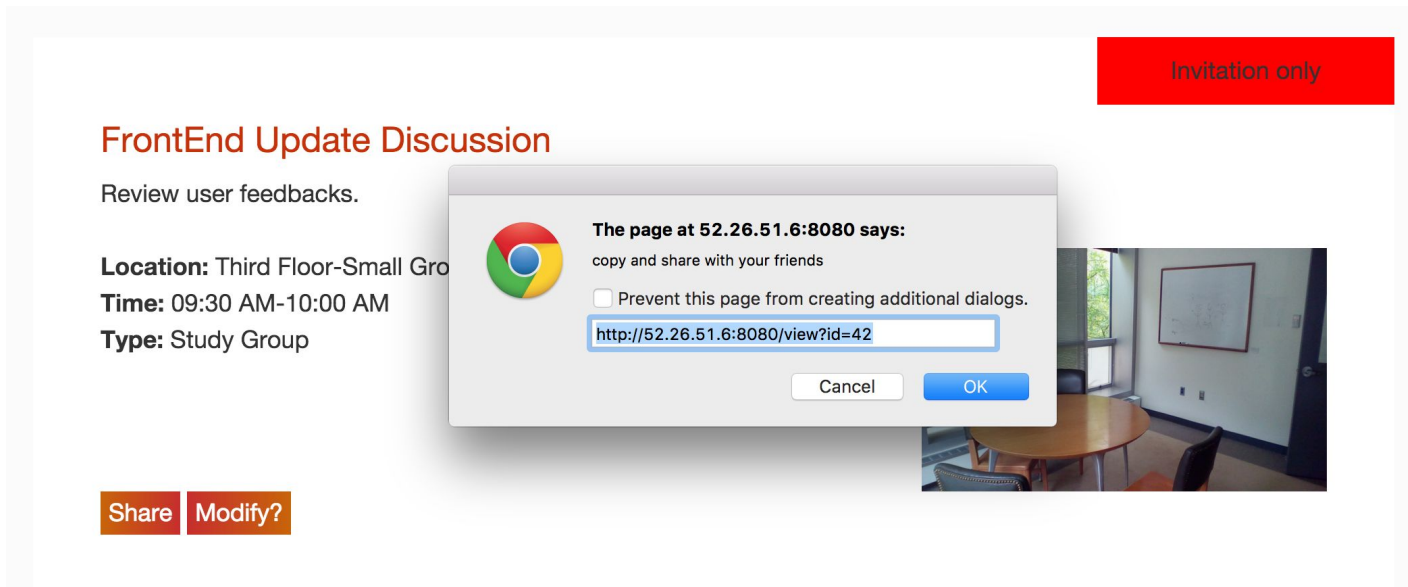 Invitation only
FrontEnd Update Discussion
Review user feedbacks.
Location: Third Floor-Small Gro
Time: 09:30 AM-10:00 AM
Type: Study Group
The page at 52.26.51.6:8080 says:
copy and share with your friends
Prevent this page from creating additional dialogs.
http://52.26.51.6:8080/view?id=42
Cancel OK
Share Modify?